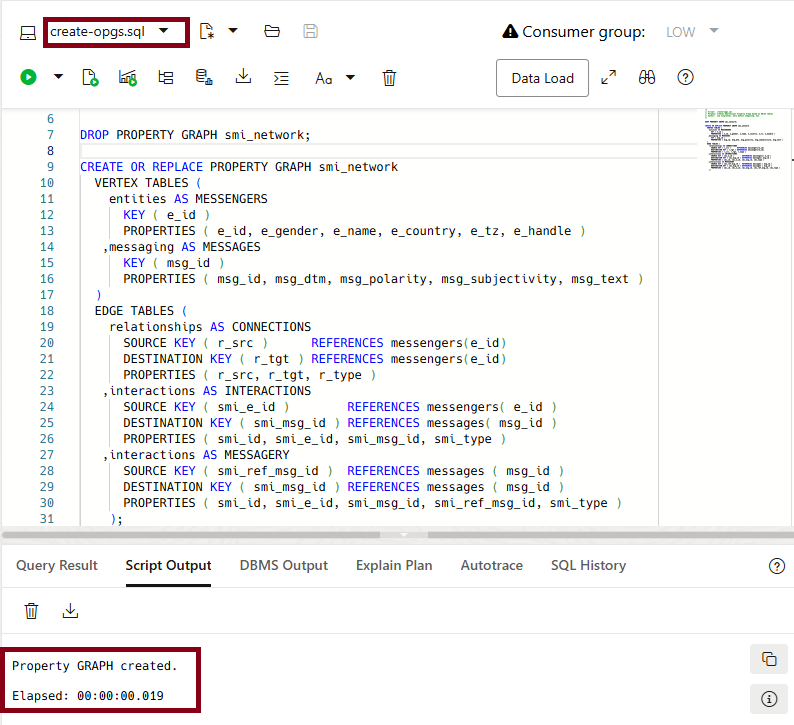 create-opgs.sql
Consumer group: LOW
Aa
Data Load
6
7 DROP PROPERTY GRAPH smi_network;
8
9 CREATE OR REPLACE PROPERTY GRAPH smi_network
10 VERTEX TABLES (
11 entities AS MESSENGERS
12 KEY ( e_id )
13 PROPERTIES ( e_id, e_gender, e_name, e_country, e_tz, e_handle )
14 ,messaging AS MESSAGES
15 KEY ( msg_id )
16 PROPERTIES ( msg_id, msg_dtm, msg_polarity, msg_subjectivity, msg_text )
17 )
18 EDGE TABLES (
19 relationships AS CONNECTIONS
20 SOURCE KEY ( r_src ) REFERENCES messengers(e_id)
21 DESTINATION KEY ( r_tgt ) REFERENCES messengers(e_id)
22 PROPERTIES ( r_src, r_tgt, r_type )
23 ,interactions AS INTERACTIONS
24 SOURCE KEY ( smi_e_id ) REFERENCES messengers( e_id )
25 DESTINATION KEY ( smi_msg_id ) REFERENCES messages( msg_id )
26 PROPERTIES ( smi_id, smi_e_id, smi_msg_id, smi_type )
27 ,interactions AS MESSAGERY
28 SOURCE KEY ( smi_ref_msg_id ) REFERENCES messages ( msg_id )
29 DESTINATION KEY ( smi_msg_id ) REFERENCES messages ( msg_id )
30 PROPERTIES ( smi_id, smi_e_id, smi_msg_id, smi_ref_msg_id, smi_type )
31 );
Query Result Script Output DBMS Output Explain Plan Autotrace SQL History
Property GRAPH created.
Elapsed: 00:00:00.019